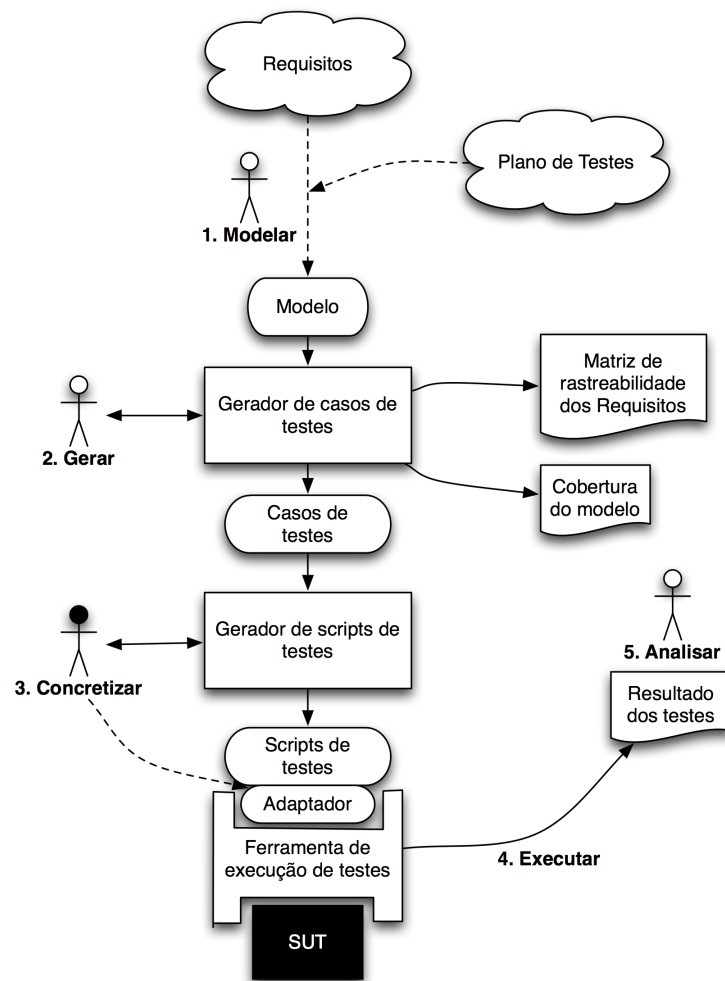 Requisitos
Plano de Testes
1. Modelar
Modelo
Matriz de
rastreabilidade
dos Requisitos
Gerador de casos de
testes
2. Gerar
Cobertura
do modelo
Casos de
testes
Gerador de scripts de
testes
3. Concretizar
5. Analisar
Resultado
dos testes
Scripts de
testes
Adaptador
Ferramenta de
execução de testes
4. Executar
SUT